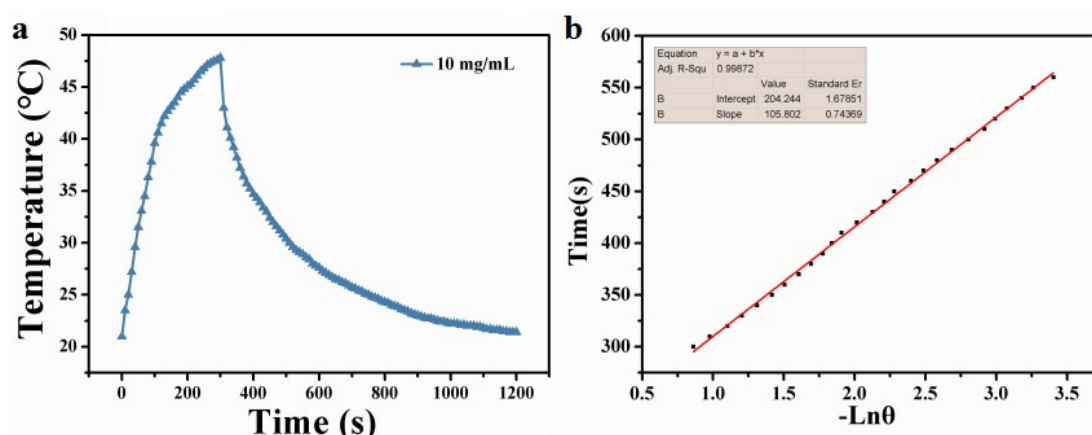 a
50
45
40
35
30
25
20
Temperature (°C)
10 mg/mL
0 200 400 600 800 1000 1200
Time (s)
b
600
550
500
450
400
350
300
Time(s)
Equation y = a + b*x
Adj. R-Squ 0.99872
Value Standard Er
B Intercept 204.244 1.67851
B Slope 105.802 0.74369
0.5 1.0 1.5 2.0 2.5 3.0 3.5
-Lnθ